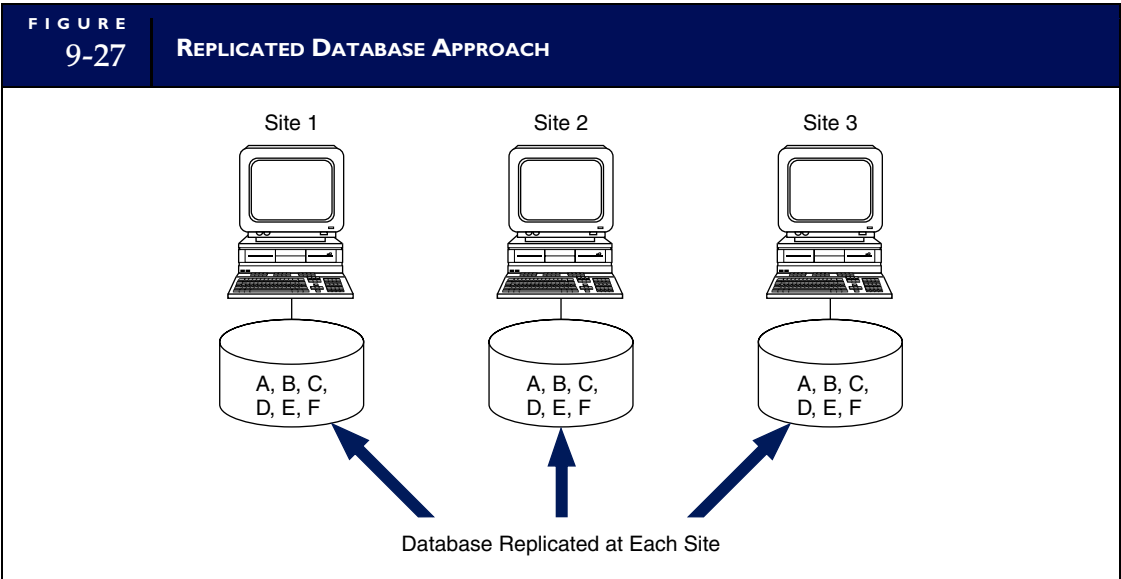 FIGURE
9-27
REPLICATED DATABASE APPROACH
Site 1
Site 2
Site 3
A, B, C,
D, E, F
A, B, C,
D, E, F
A, B, C,
D, E, F
Database Replicated at Each Site